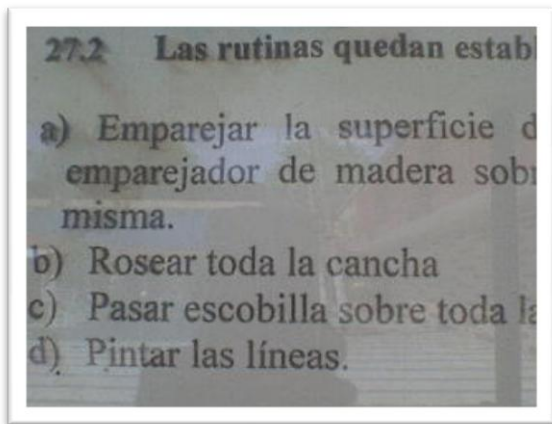 27.2 Las rutinas quedan estab
a) Emparejar la superficie d
emparejador de madera sob
misma.
b) Rosear toda la cancha
c) Pasar escobilla sobre toda la
d) Pintar las líneas.